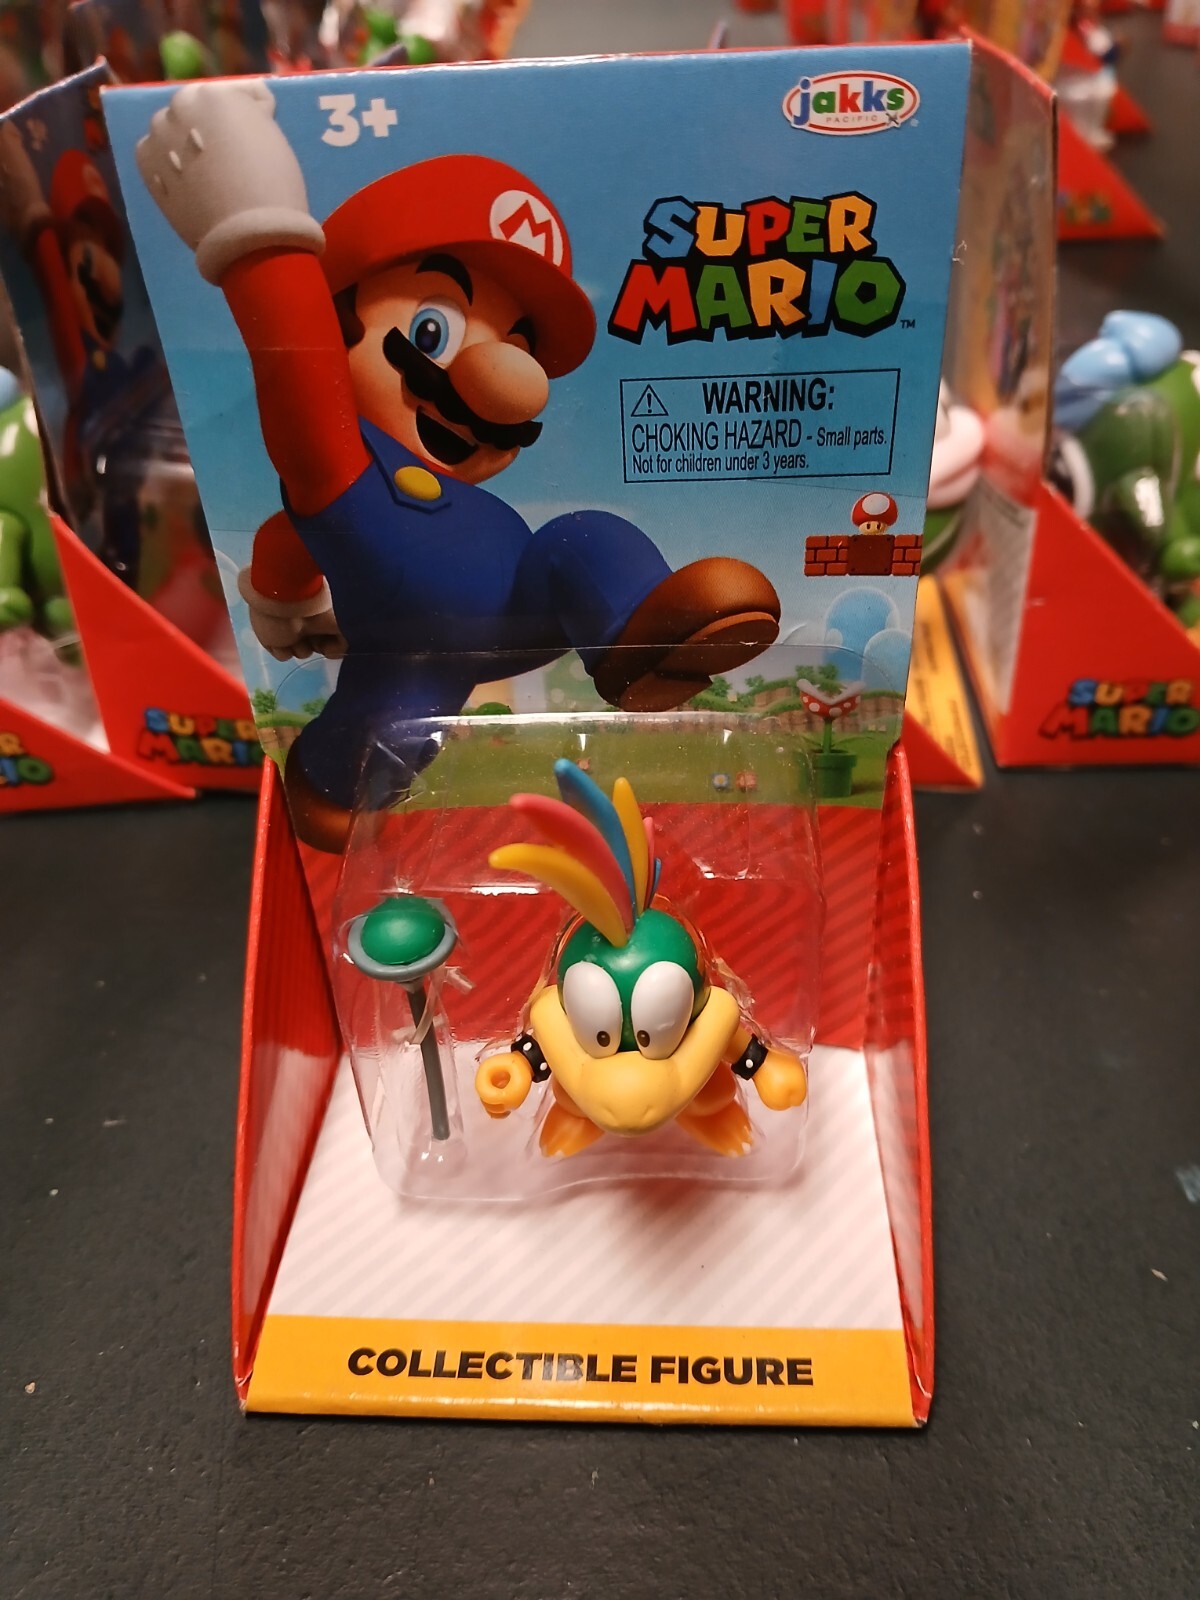 3+
jakks
PACIFIC
SUPER
MARIO™
WARNING:
CHOKING HAZARD - Small parts.
Not for children under 3 years.
SUPER
MARIO
SUPER
MARIO
COLLECTIBLE FIGURE